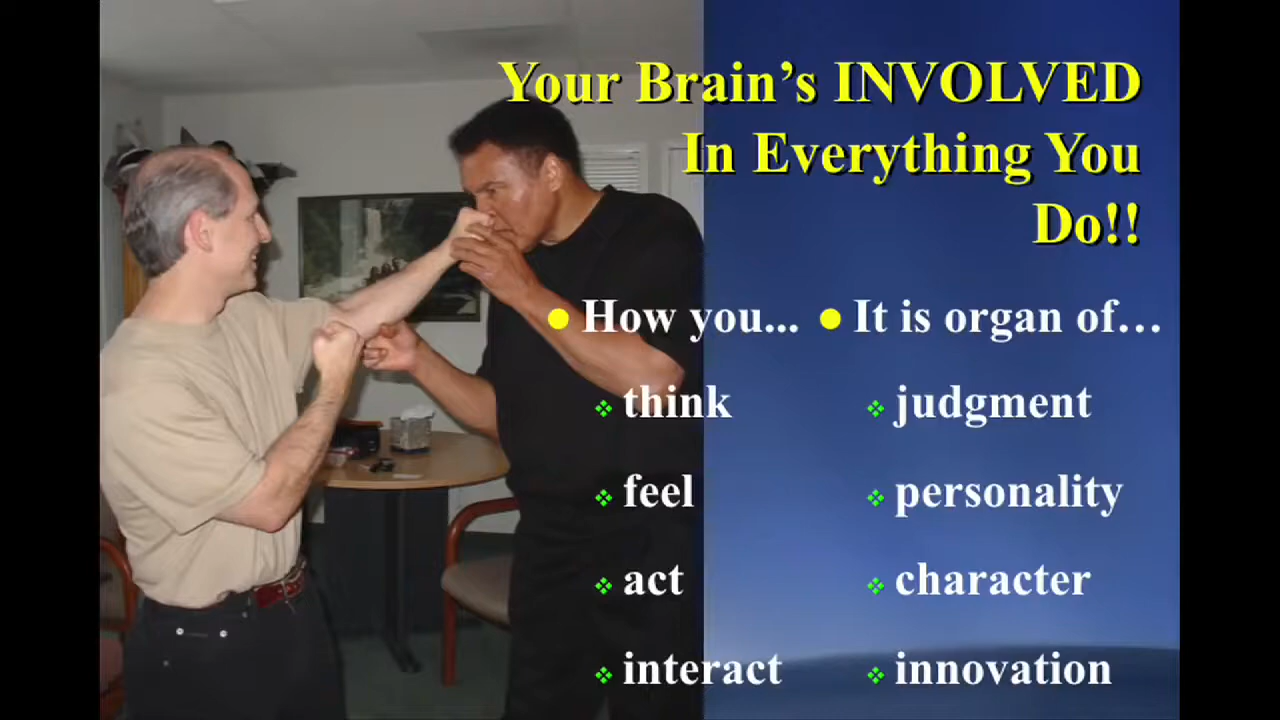 Your Brain’s INVOLVED
In Everything You
Do!!
How you...
think
feel
act
interact
It is organ of…
judgment
personality
character
innovation